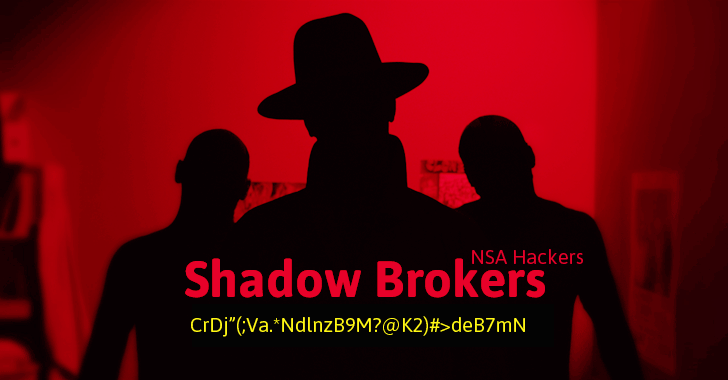 NSA Hackers
Shadow Brokers
CrDj"(;Va.*NdlnzB9M?@K2)#>deB7mN